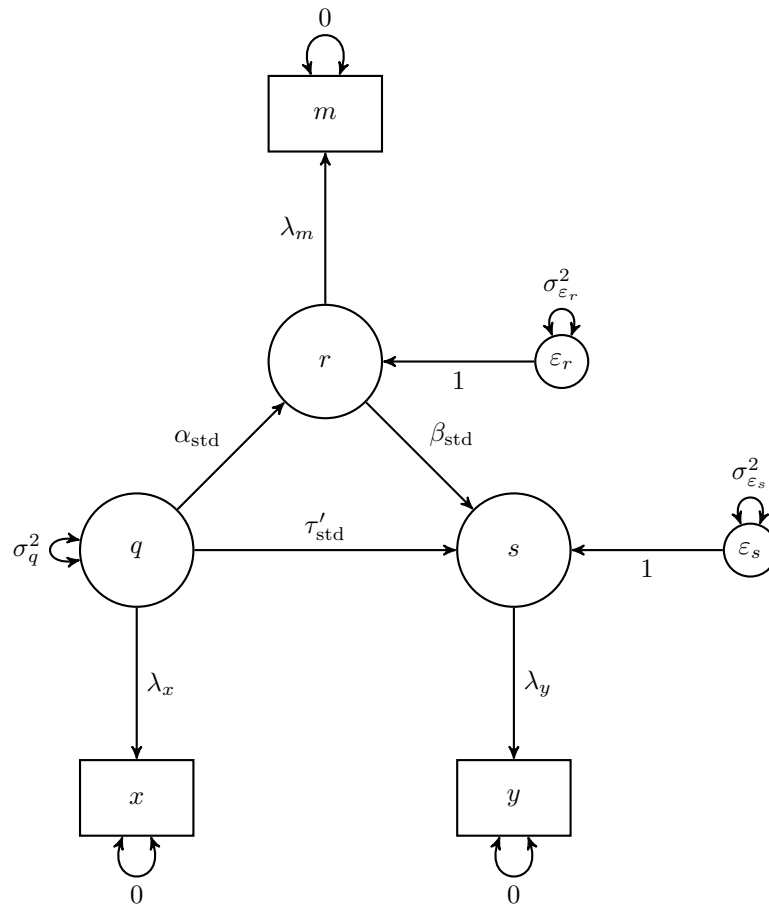 0
m
λ_m
σ²_{ε_r}
r
ε_r
1
α_std
β_std
σ²_{ε_s}
σ²_q
q
τ′_std
s
ε_s
1
λ_x
λ_y
x
y
0
0